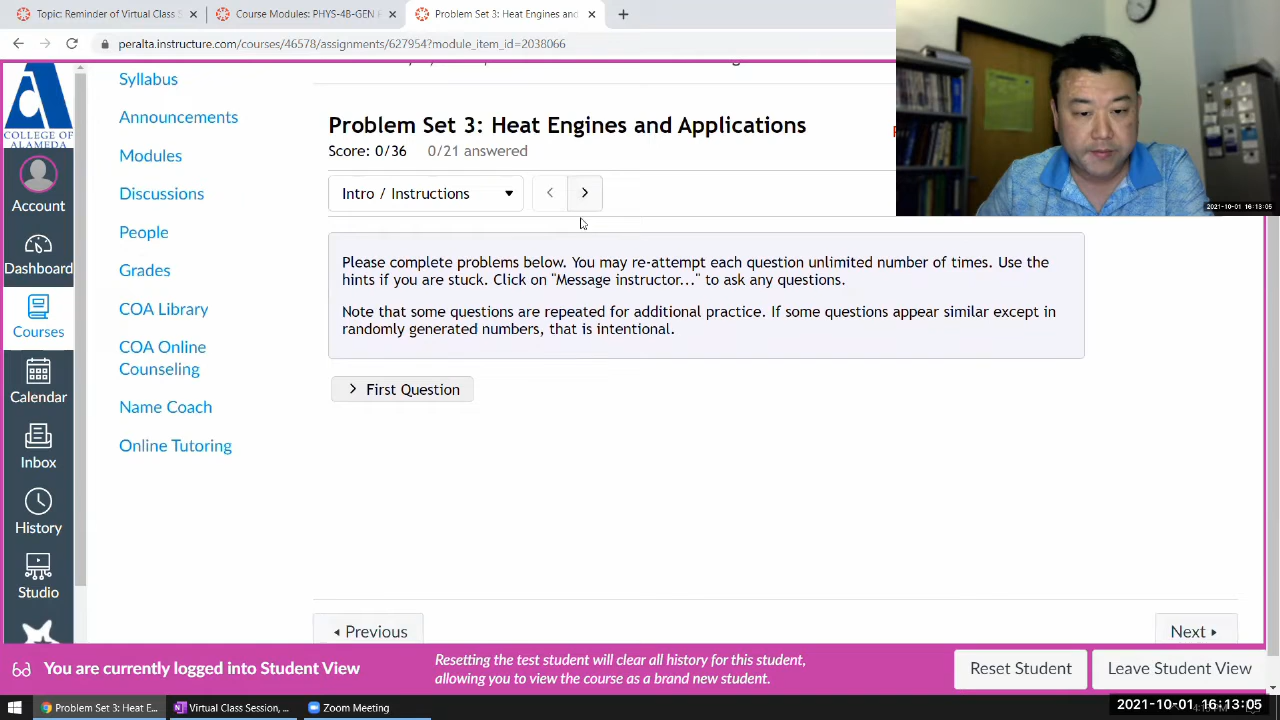 Topic: Reminder of Virtual Class S
Course Modules: PHYS-4B-GEN P
Problem Set 3: Heat Engines and
peralta.instructure.com/courses/46578/assignments/627954?module_item_id=2038066
COLLEGE OF
ALAMEDA
Account
Dashboard
Courses
Calendar
Inbox
History
Studio
Syllabus
Announcements
Modules
Discussions
People
Grades
COA Library
COA Online
Counseling
Name Coach
Online Tutoring
Problem Set 3: Heat Engines and Applications
Score: 0/36 0/21 answered
Intro / Instructions
Please complete problems below. You may re-attempt each question unlimited number of times. Use the
hints if you are stuck. Click on "Message instructor..." to ask any questions.
Note that some questions are repeated for additional practice. If some questions appear similar except in
randomly generated numbers, that is intentional.
First Question
Previous
Next
2021-10-01 16:13:05
You are currently logged into Student View
Resetting the test student will clear all history for this student,
allowing you to view the course as a brand new student.
Reset Student
Leave Student View
Problem Set 3: Heat E...
Virtual Class Session, ...
Zoom Meeting
2021-10-01 16:13:05